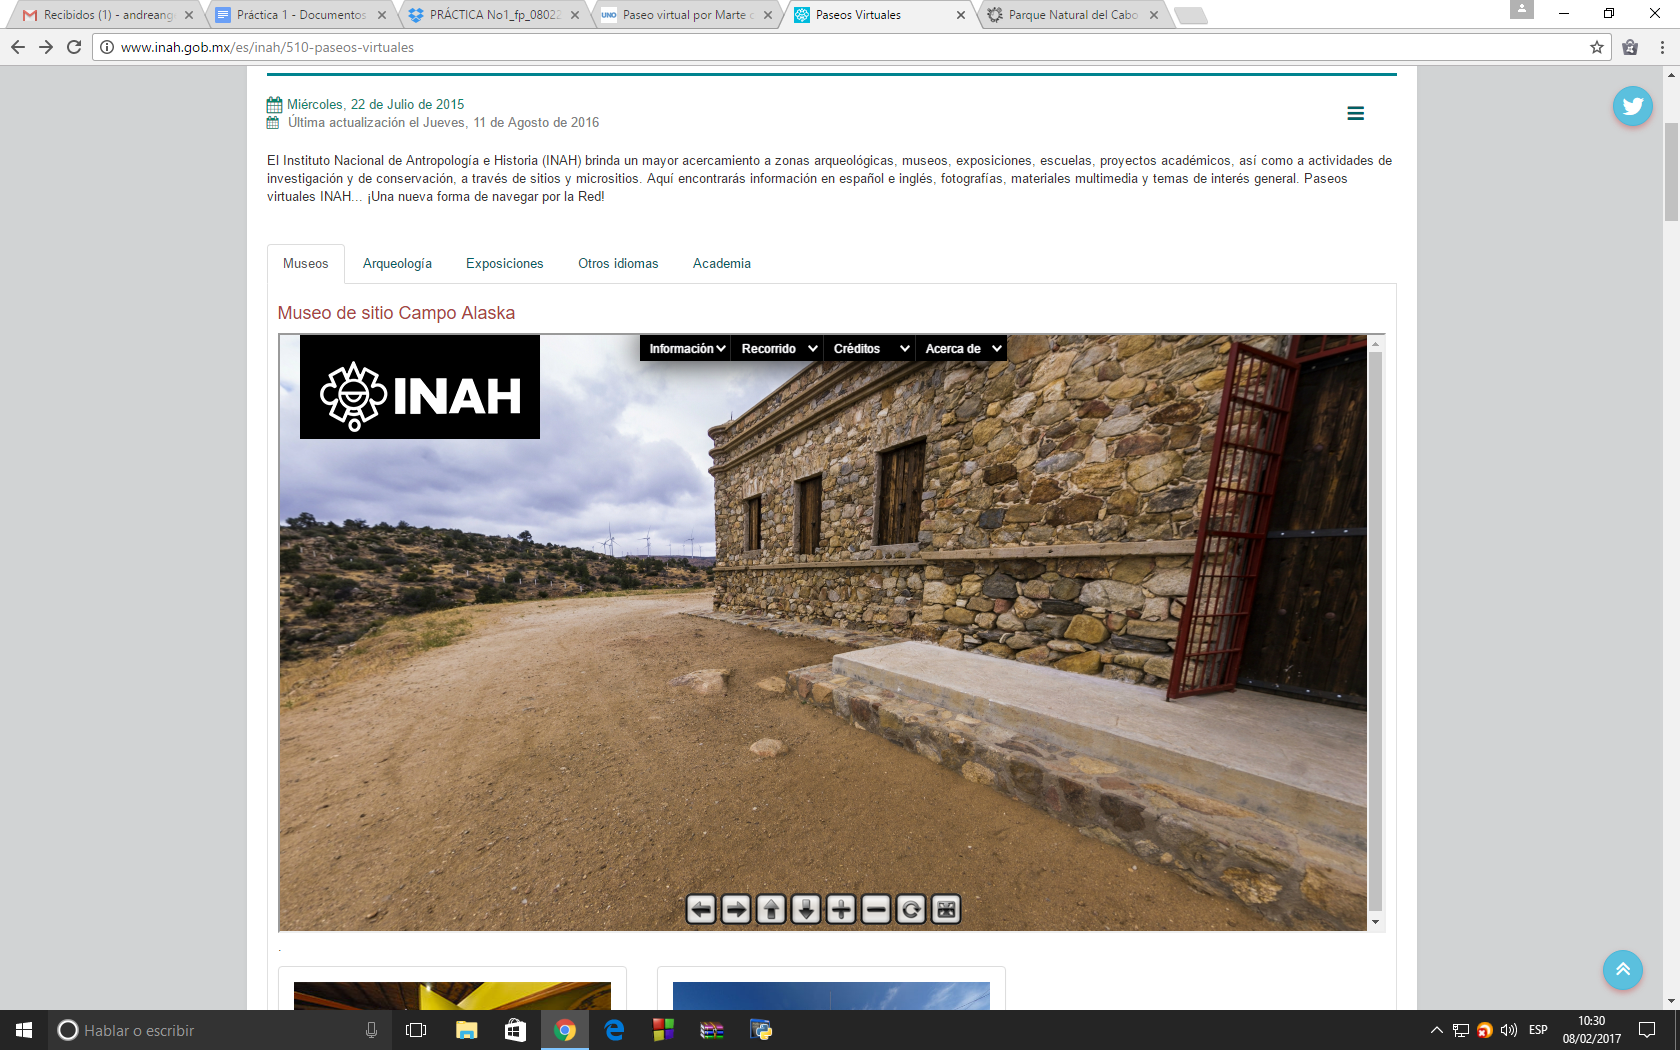 Recibidos (1) - andreang
Práctica 1 - Documentos
PRÁCTICA No1_fp_08022
UNO
Paseo virtual por Marte c
Paseos Virtuales
Parque Natural del Cabo
www.inah.gob.mx/es/inah/510-paseos-virtuales
Miércoles, 22 de Julio de 2015
Última actualización el Jueves, 11 de Agosto de 2016
El Instituto Nacional de Antropología e Historia (INAH) brinda un mayor acercamiento a zonas arqueológicas, museos, exposiciones, escuelas, proyectos académicos, así como a actividades de
investigación y de conservación, a través de sitios y micrositios. Aquí encontrarás información en español e inglés, fotografías, materiales multimedia y temas de interés general. Paseos
virtuales INAH... ¡Una nueva forma de navegar por la Red!
Museos
Arqueología
Exposiciones
Otros idiomas
Academia
Museo de sitio Campo Alaska
INAH
Información
Recorrido
Créditos
Acerca de
.
Hablar o escribir
ESP
10:30
08/02/2017